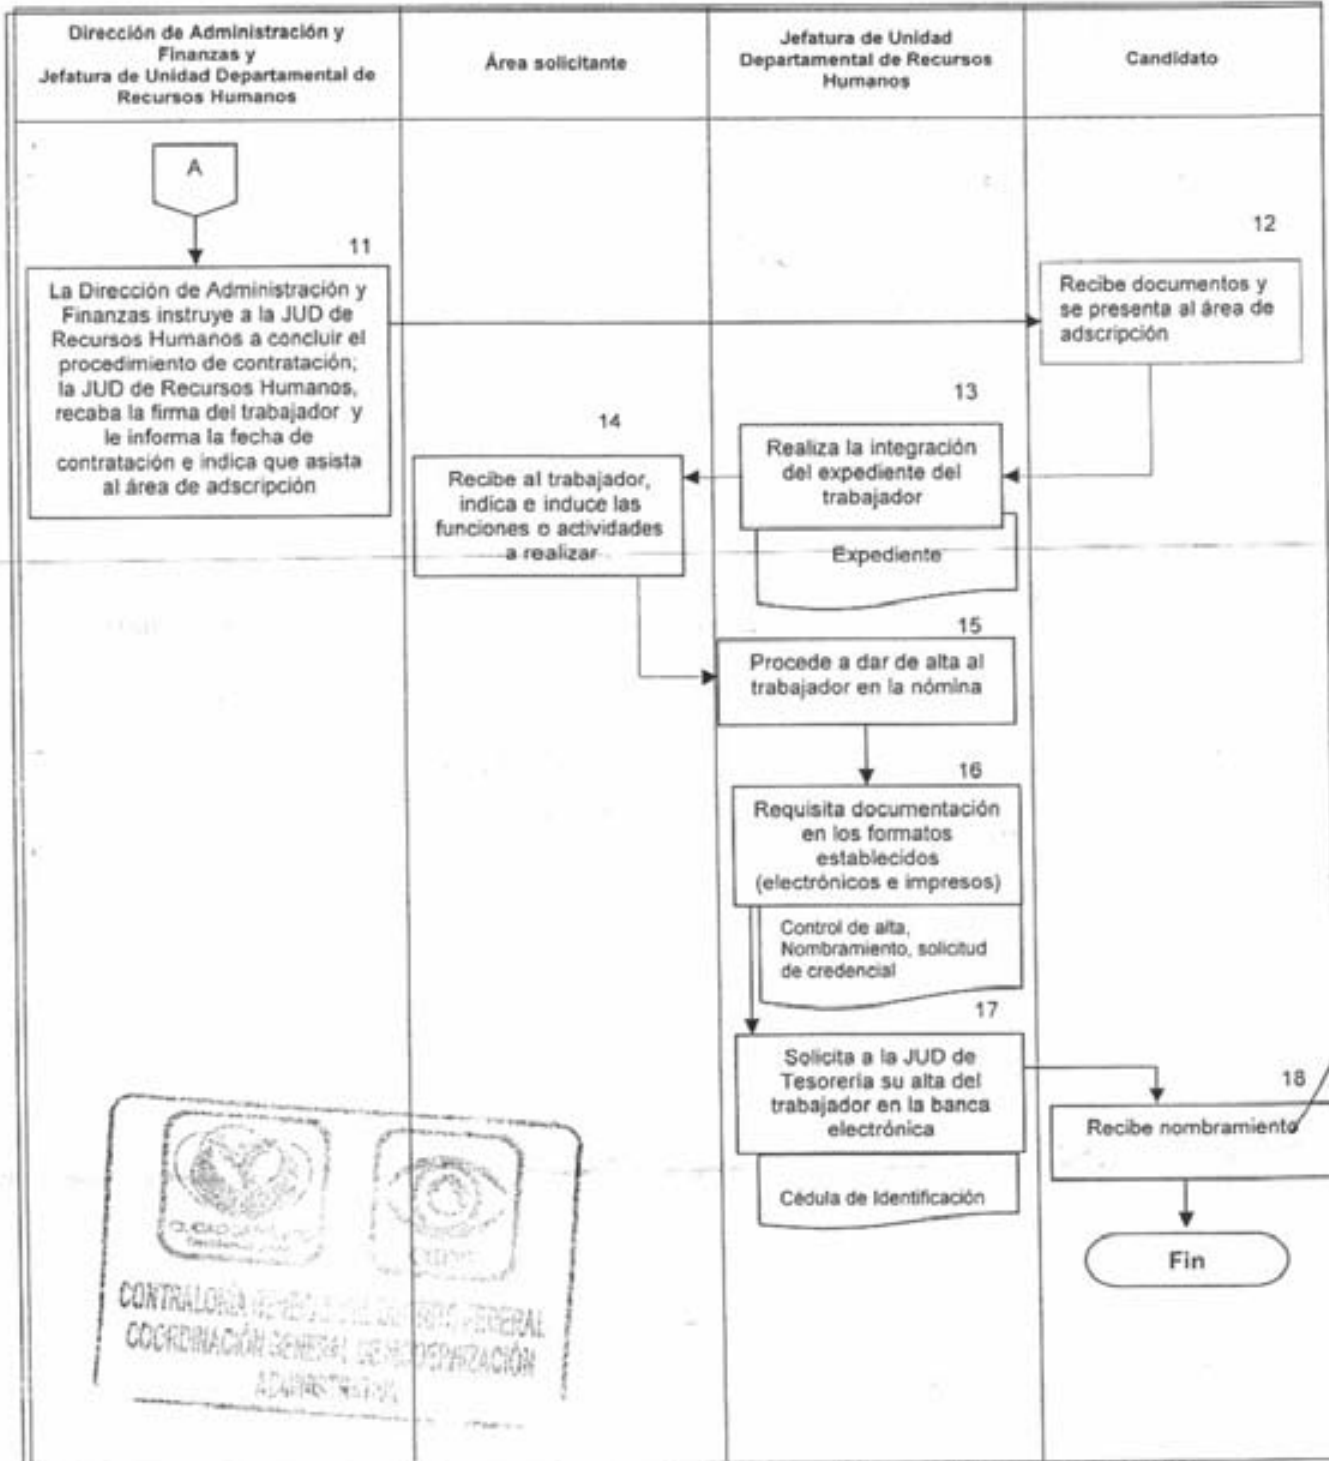 Dirección de Administración y
Finanzas y
Jefatura de Unidad Departamental de
Recursos Humanos
Área solicitante
Jefatura de Unidad
Departamental de Recursos
Humanos
Candidato
A
11
La Dirección de Administración y
Finanzas instruye a la JUD de
Recursos Humanos a concluir el
procedimiento de contratación;
la JUD de Recursos Humanos,
recaba la firma del trabajador y
le informa la fecha de
contratación e indica que asista
al área de adscripción
12
Recibe documentos y
se presenta al área de
adscripción
13
Realiza la integración
del expediente del
trabajador
Expediente
14
Recibe al trabajador,
indica e induce las
funciones o actividades
a realizar
15
Procede a dar de alta al
trabajador en la nómina
16
Requisita documentación
en los formatos
establecidos
(electrónicos e impresos)
Control de alta,
Nombramiento, solicitud
de credencial
17
Solicita a la JUD de
Tesorería su alta del
trabajador en la banca
electrónica
Cédula de Identificación
18
Recibe nombramiento
Fin
CONTRALORÍA GENERAL DEL DISTRITO FEDERAL
COORDINACIÓN GENERAL DE MODERNIZACIÓN
ADMINISTRATIVA